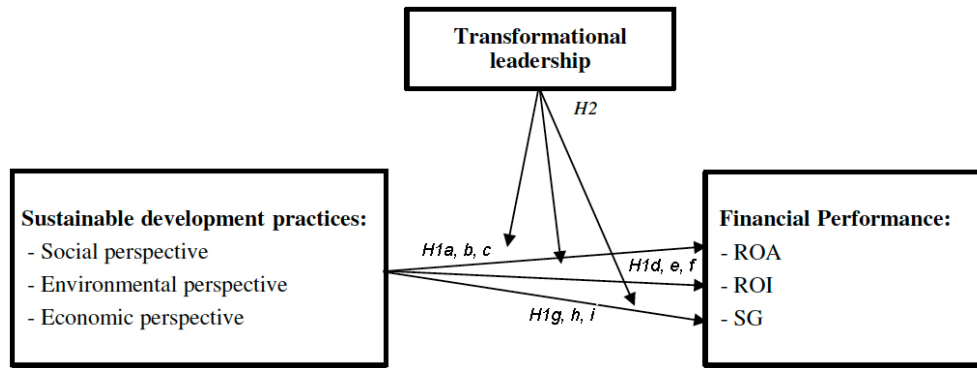 Transformational
leadership
H2
Sustainable development practices:
- Social perspective
- Environmental perspective
- Economic perspective
H1a, b, c
H1d, e, f
H1g, h, i
Financial Performance:
- ROA
- ROI
- SG